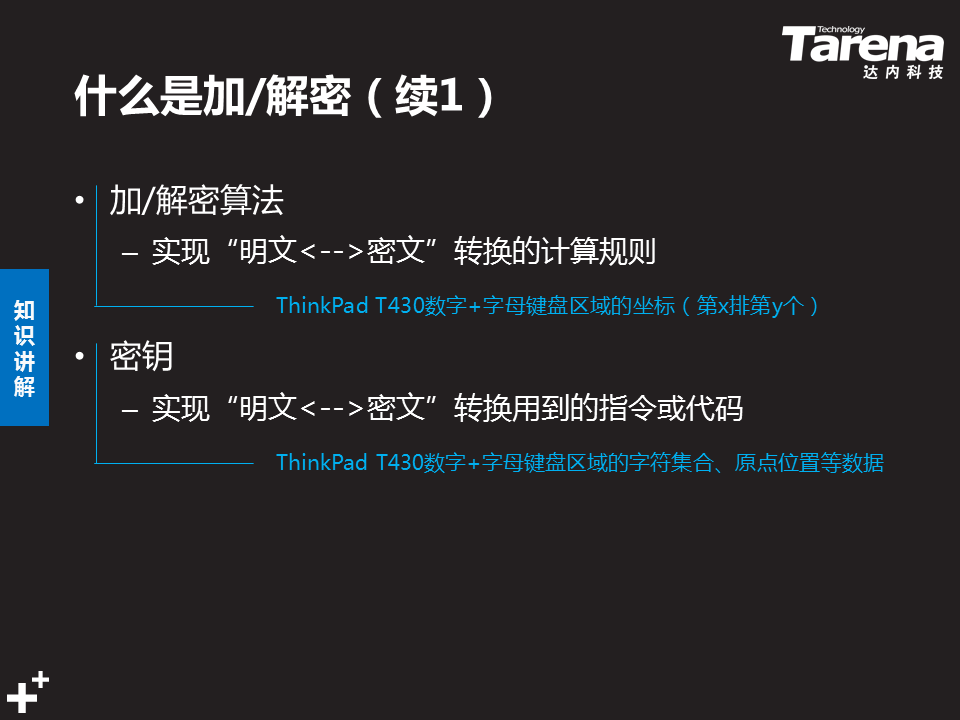 Technology
Tarena
达内科技
什么是加/解密（续1）
• 加/解密算法
– 实现“明文<-->密文”转换的计算规则
ThinkPad T430数字+字母键盘区域的坐标（第x排第y个）
知识讲解
• 密钥
– 实现“明文<-->密文”转换用到的指令或代码
ThinkPad T430数字+字母键盘区域的字符集合、原点位置等数据